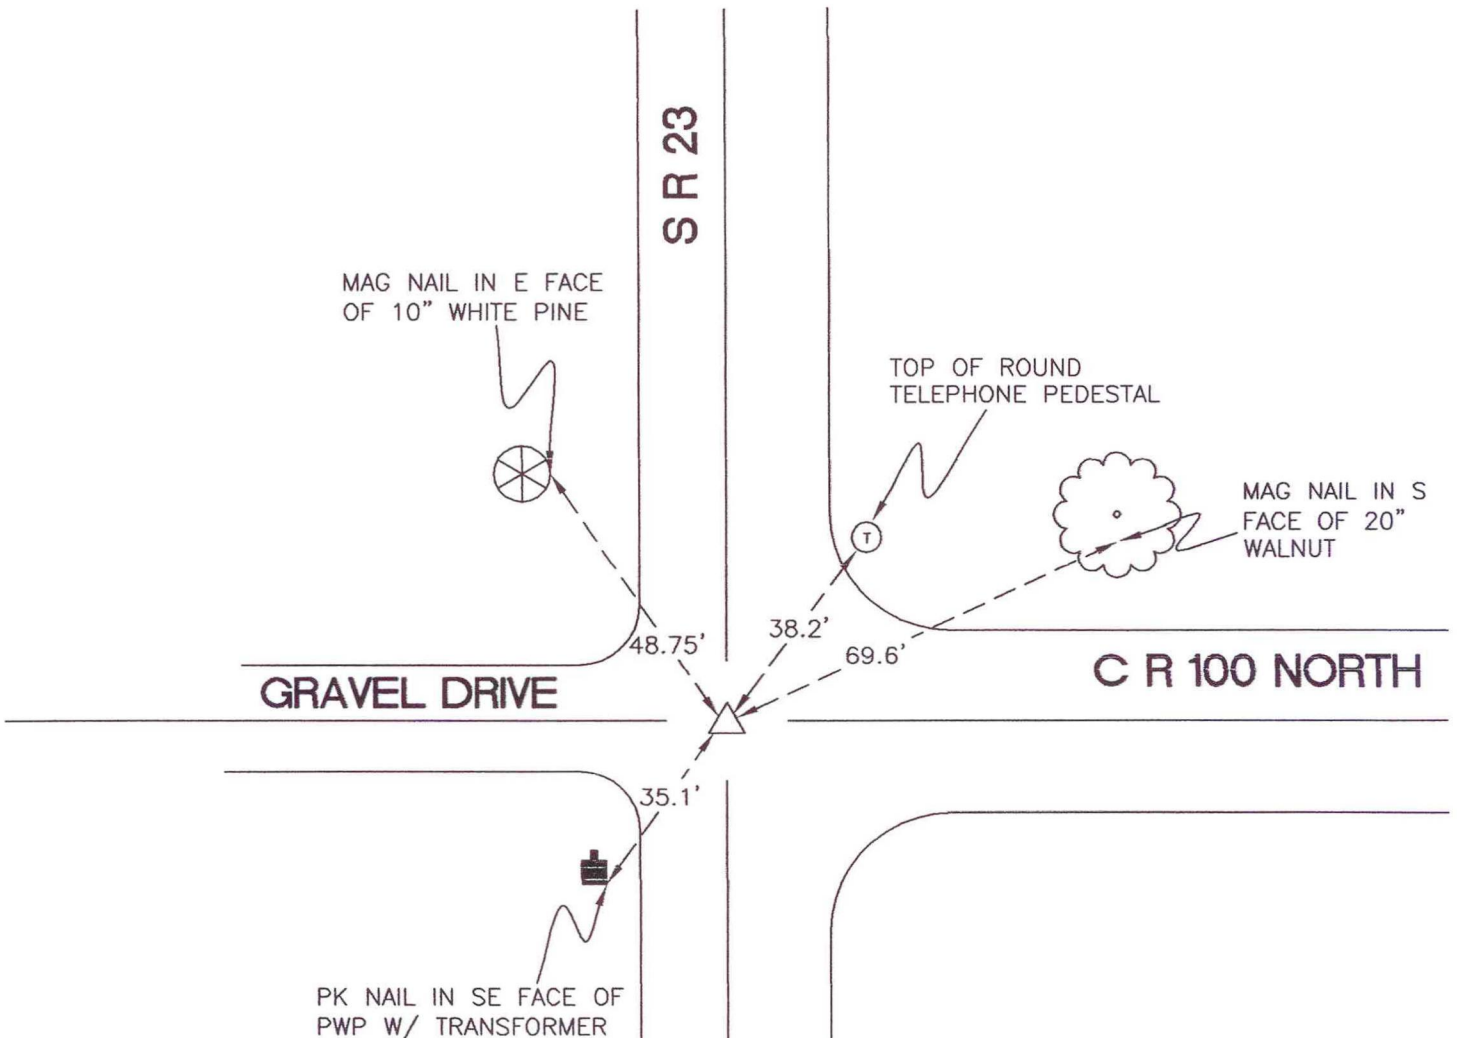 S R 23
MAG NAIL IN E FACE
OF 10" WHITE PINE
TOP OF ROUND
TELEPHONE PEDESTAL
MAG NAIL IN S
FACE OF 20"
WALNUT
T
48.75'
38.2'
69.6'
GRAVEL DRIVE
C R 100 NORTH
35.1'
PK NAIL IN SE FACE OF
PWP W/ TRANSFORMER